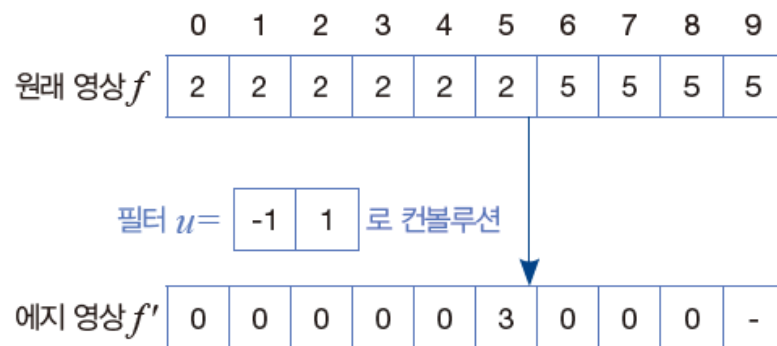 0 1 2 3 4 5 6 7 8 9
원래 영상 f 2 2 2 2 2 2 5 5 5 5
필터 u= -1 1 로 컨볼루션
에지 영상 f' 0 0 0 0 0 3 0 0 0 -